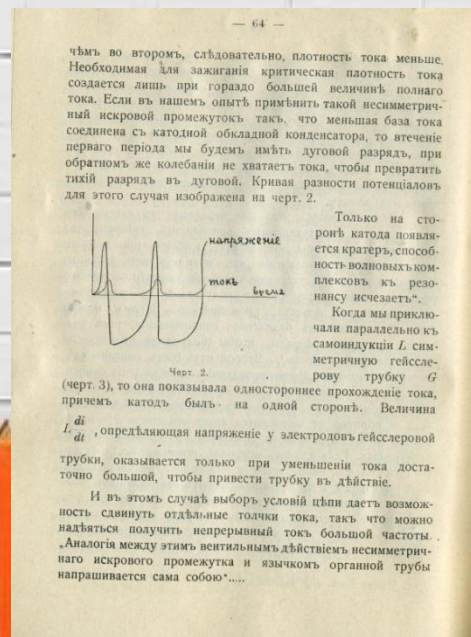 — 64 —
чѣмъ во второмъ, слѣдовательно, плотность тока меньше.
Необходимая для зажиганія критическая плотность тока
создается лишь при гораздо большей величинѣ полнаго
тока. Если въ нашемъ опытѣ примѣнить такой несимметрич-
ный искровой промежутокъ такъ, что меньшая база тока
соединена съ катодной обкладной конденсатора, то втеченіе
перваго періода мы будемъ имѣть дуговой разрядъ, при
обратномъ же колебаніи не хватаетъ тока, чтобы превратить
тихій разрядъ въ дуговой. Кривая разности потенціаловъ
для этого случая изображена на черт. 2.
напряженіе
токъ
время
Черт. 2.
Только на сто-
ронѣ катода появля-
ется кратеръ, способ-
ность волновыхъ ком-
плексовъ къ резо-
нансу исчезаетъ“.
Когда мы приклю-
чали параллельно къ
самоиндукціи L сим-
метричную гейссле-
рову трубку G
(черт. 3), то она показывала одностороннее прохожденіе тока,
причемъ катодъ былъ на одной сторонѣ. Величина
L di/dt , опредѣляющая напряженіе у электродовъ гейсслеровой
трубки, оказывается только при уменьшеніи тока доста-
точно большой, чтобы привести трубку въ дѣйствіе.
И въ этомъ случаѣ выборъ условій цѣпи даетъ возмож-
ность сдвинуть отдѣльные толчки тока, такъ что можно
надѣяться получить непрерывный токъ большой частоты.
„Аналогія между этимъ вентильнымъ дѣйствіемъ несимметрич-
наго искрового промежутка и язычкомъ органной трубы
напрашивается сама собою“.....